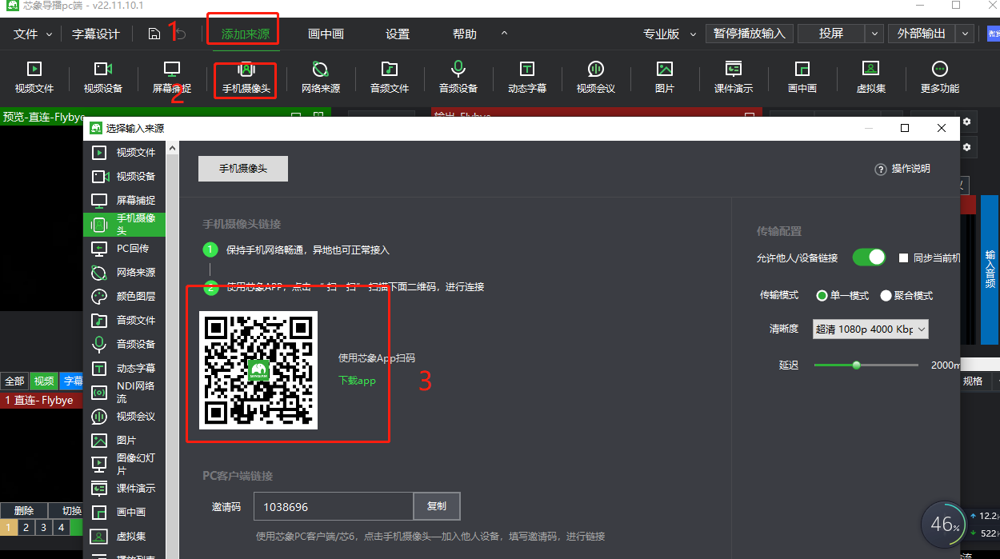 芯象导播pc端 - v22.11.10.1
文件 字幕设计 1 添加来源 画中画 设置 帮助 专业版 暂停播放输入 投屏 外部输出
视频文件 视频设备 屏幕捕捉 手机摄像头 网络来源 音频文件 音频设备 动态字幕 视频会议 图片 课件演示 画中画 虚拟集 更多功能
2
预览-直连-Flybye
选择输入来源
视频文件
视频设备
屏幕捕捉
手机摄像头
PC回传
网络来源
颜色图层
音频文件
音频设备
动态字幕
NDI网络流
视频会议
图片
图像幻灯片
课件演示
画中画
虚拟集
手机摄像头
操作说明
手机摄像头链接
1 保持手机网络畅通，异地也可正常接入
2 使用芯象APP，点击 “扫一扫” 扫描下面二维码，进行连接
使用芯象App扫码
下载app
3
PC客户端链接
邀请码 1038696 复制
使用芯象PC客户端/芯6，点击手机摄像头—加入他人设备，填写邀请码，进行链接
传输配置
允许他人/设备链接 同步当前机
传输模式 单一模式 聚合模式
清晰度 超清 1080p 4000 Kbp
延迟 2000m
输入音频
规格
全部 视频 字幕
1 直连- Flybye
删除 切换
1 2 3 4
46%
12.2k
522k